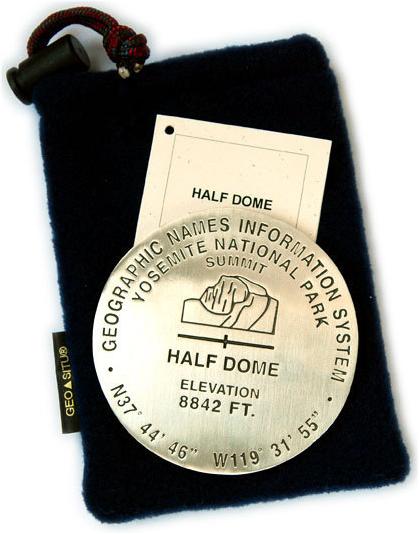 HALF DOME
GEOGRAPHIC NAMES INFORMATION SYSTEM
YOSEMITE NATIONAL PARK
SUMMIT
HALF DOME
ELEVATION
8842 FT.
N37° 44' 46" W119° 31' 55"
GEO▲SITU®